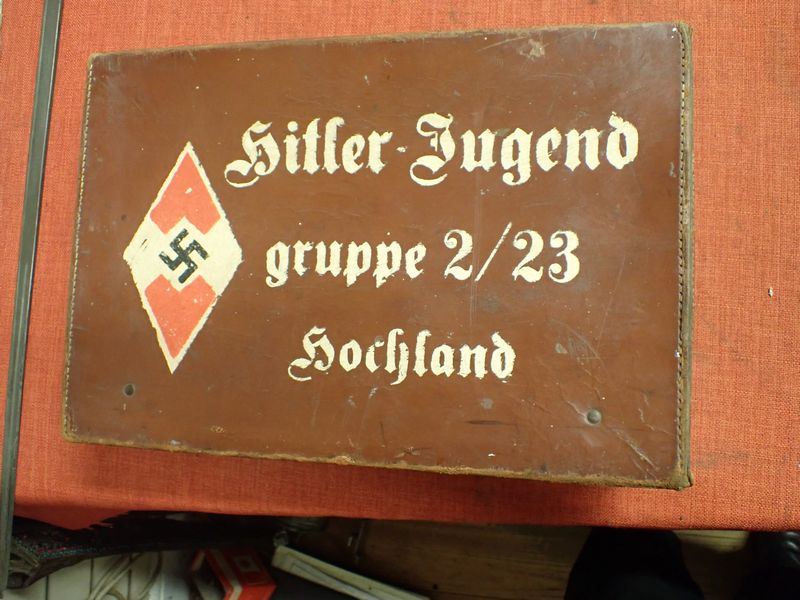 Hitler-Jugend
gruppe 2/23
Hochland